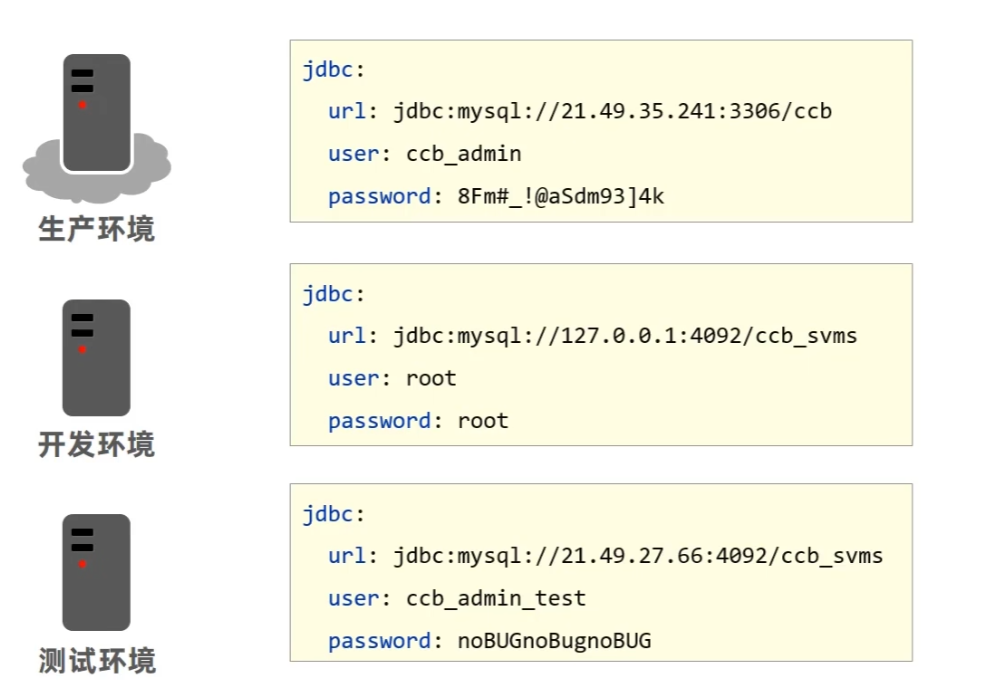 jdbc:
url: jdbc:mysql://21.49.35.241:3306/ccb
user: ccb_admin
password: 8Fm#_!@aSdm93]4k
生产环境
jdbc:
url: jdbc:mysql://127.0.0.1:4092/ccb_svms
user: root
password: root
开发环境
jdbc:
url: jdbc:mysql://21.49.27.66:4092/ccb_svms
user: ccb_admin_test
password: noBUGnoBugnoBUG
测试环境